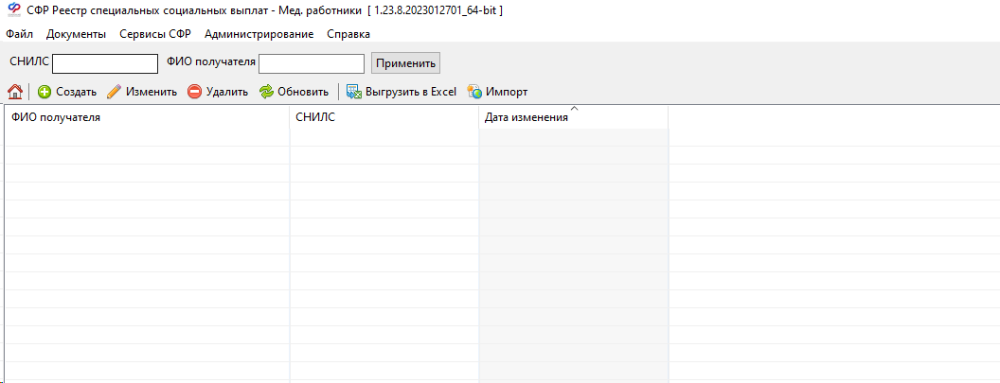 СФР Реестр специальных социальных выплат - Мед. работники [ 1.23.8.2023012701_64-bit ]
Файл Документы Сервисы СФР Администрирование Справка
СНИЛС ФИО получателя Применить
Создать Изменить Удалить Обновить Выгрузить в Excel Импорт
ФИО получателя СНИЛС Дата изменения